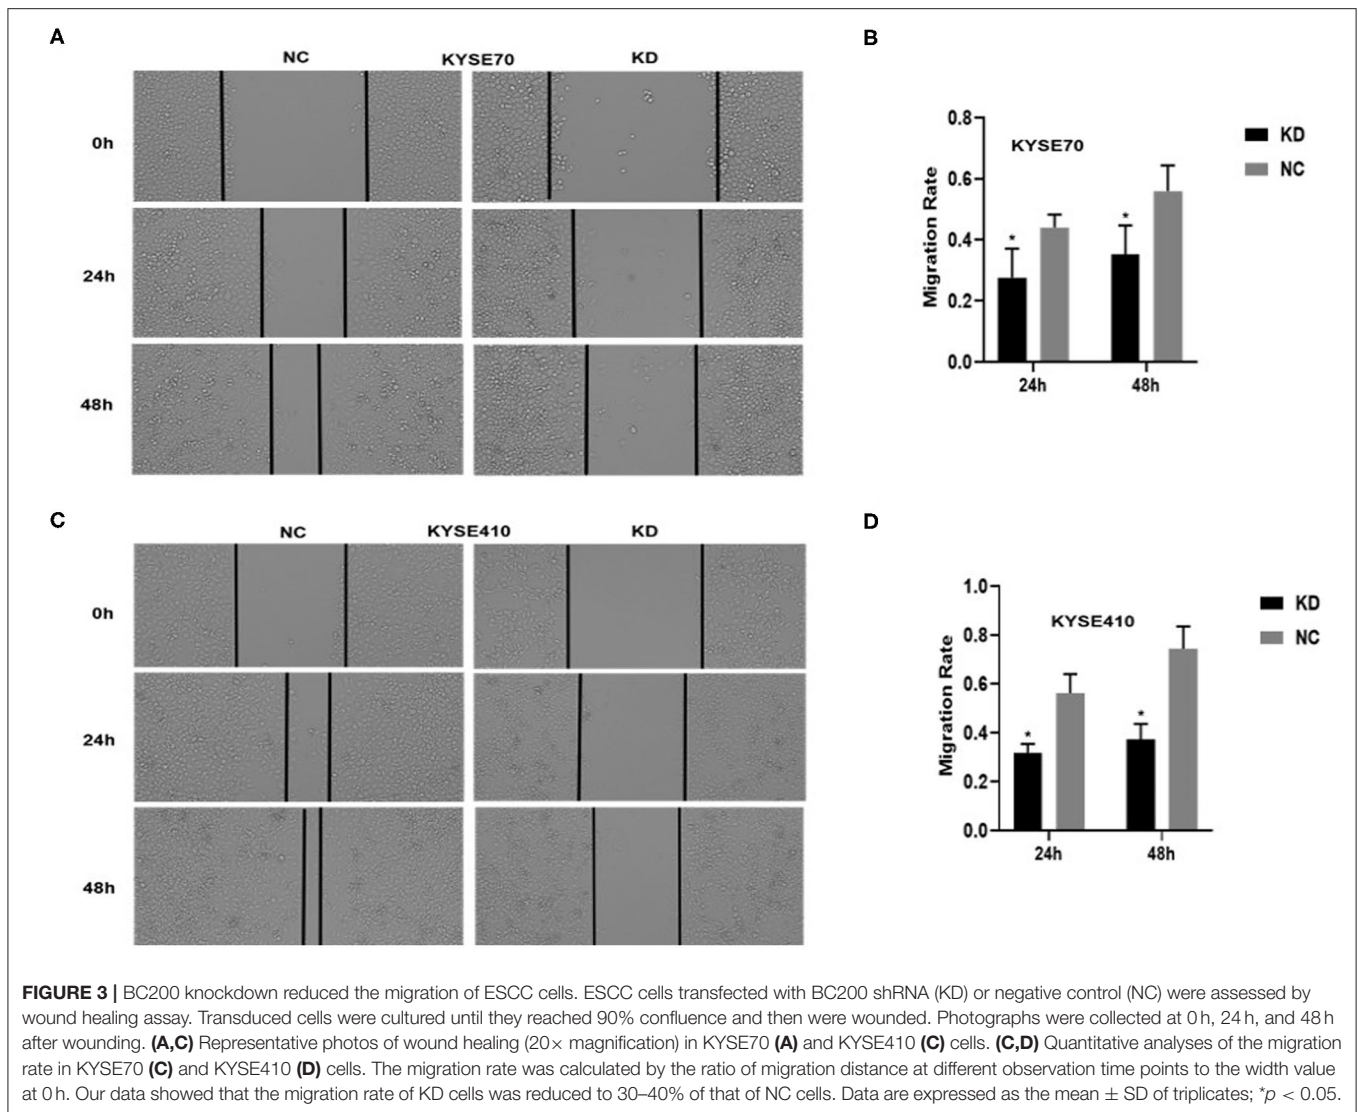 A
NC KYSE70 KD
0h
24h
48h
B
0.8
0.6
0.4
0.2
0.0
Migration Rate
KYSE70
* *
24h 48h
KD
NC
C
NC KYSE410 KD
0h
24h
48h
D
1.0
0.8
0.6
0.4
0.2
0.0
Migration Rate
KYSE410
* *
24h 48h
KD
NC
FIGURE 3 | BC200 knockdown reduced the migration of ESCC cells. ESCC cells transfected with BC200 shRNA (KD) or negative control (NC) were assessed by
wound healing assay. Transduced cells were cultured until they reached 90% confluence and then were wounded. Photographs were collected at 0 h, 24 h, and 48 h
after wounding. (A,C) Representative photos of wound healing (20× magnification) in KYSE70 (A) and KYSE410 (C) cells. (C,D) Quantitative analyses of the migration
rate in KYSE70 (C) and KYSE410 (D) cells. The migration rate was calculated by the ratio of migration distance at different observation time points to the width value
at 0 h. Our data showed that the migration rate of KD cells was reduced to 30–40% of that of NC cells. Data are expressed as the mean ± SD of triplicates; *p < 0.05.